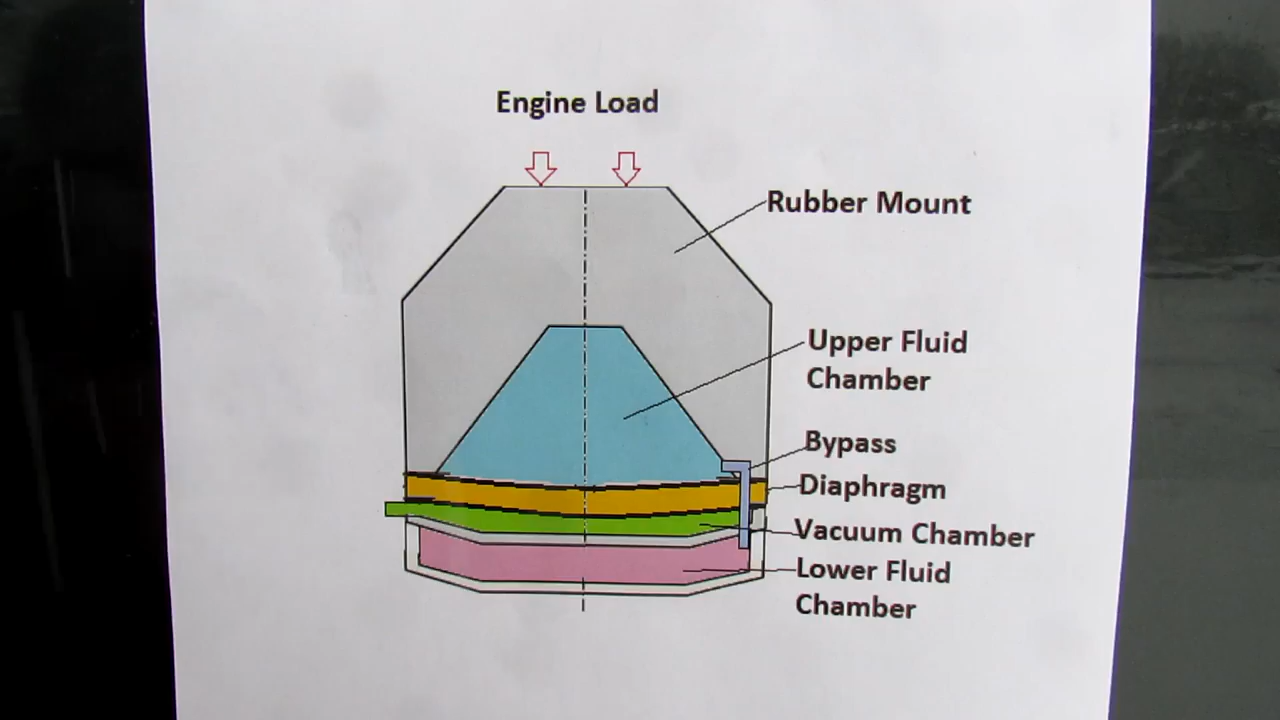 Engine Load
Rubber Mount
Upper Fluid
Chamber
Bypass
Diaphragm
Vacuum Chamber
Lower Fluid
Chamber